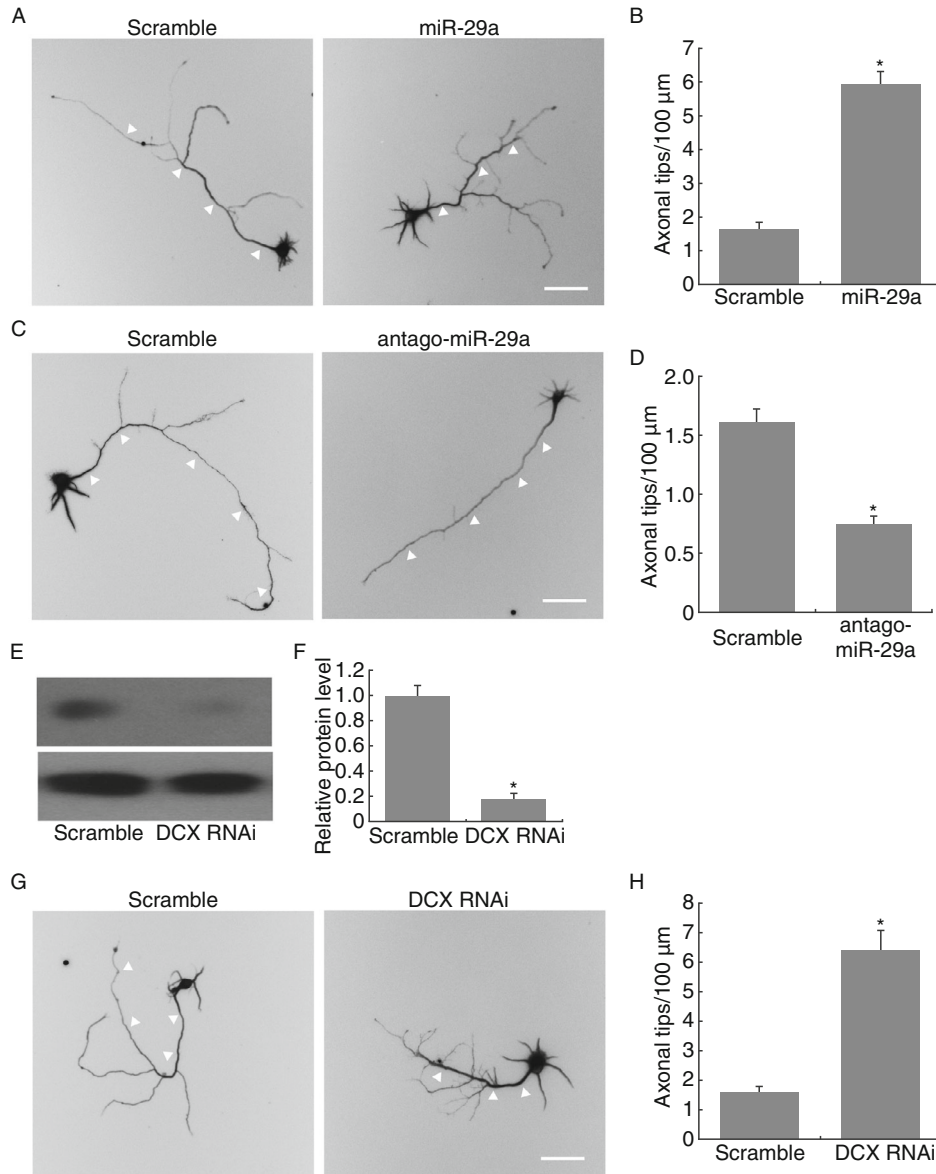 A
Scramble
miR-29a
B
Axonal tips/100 µm
7
6
5
4
3
2
1
0
*
Scramble
miR-29a
C
Scramble
antago-miR-29a
D
Axonal tips/100 µm
2.0
1.5
1.0
0.5
0
*
Scramble
antago-
miR-29a
E
Scramble
DCX RNAi
F
Relative protein level
1.2
1.0
0.8
0.6
0.4
0.2
0
*
Scramble
DCX RNAi
G
Scramble
DCX RNAi
H
Axonal tips/100 µm
8
7
6
5
4
3
2
1
0
*
Scramble
DCX RNAi